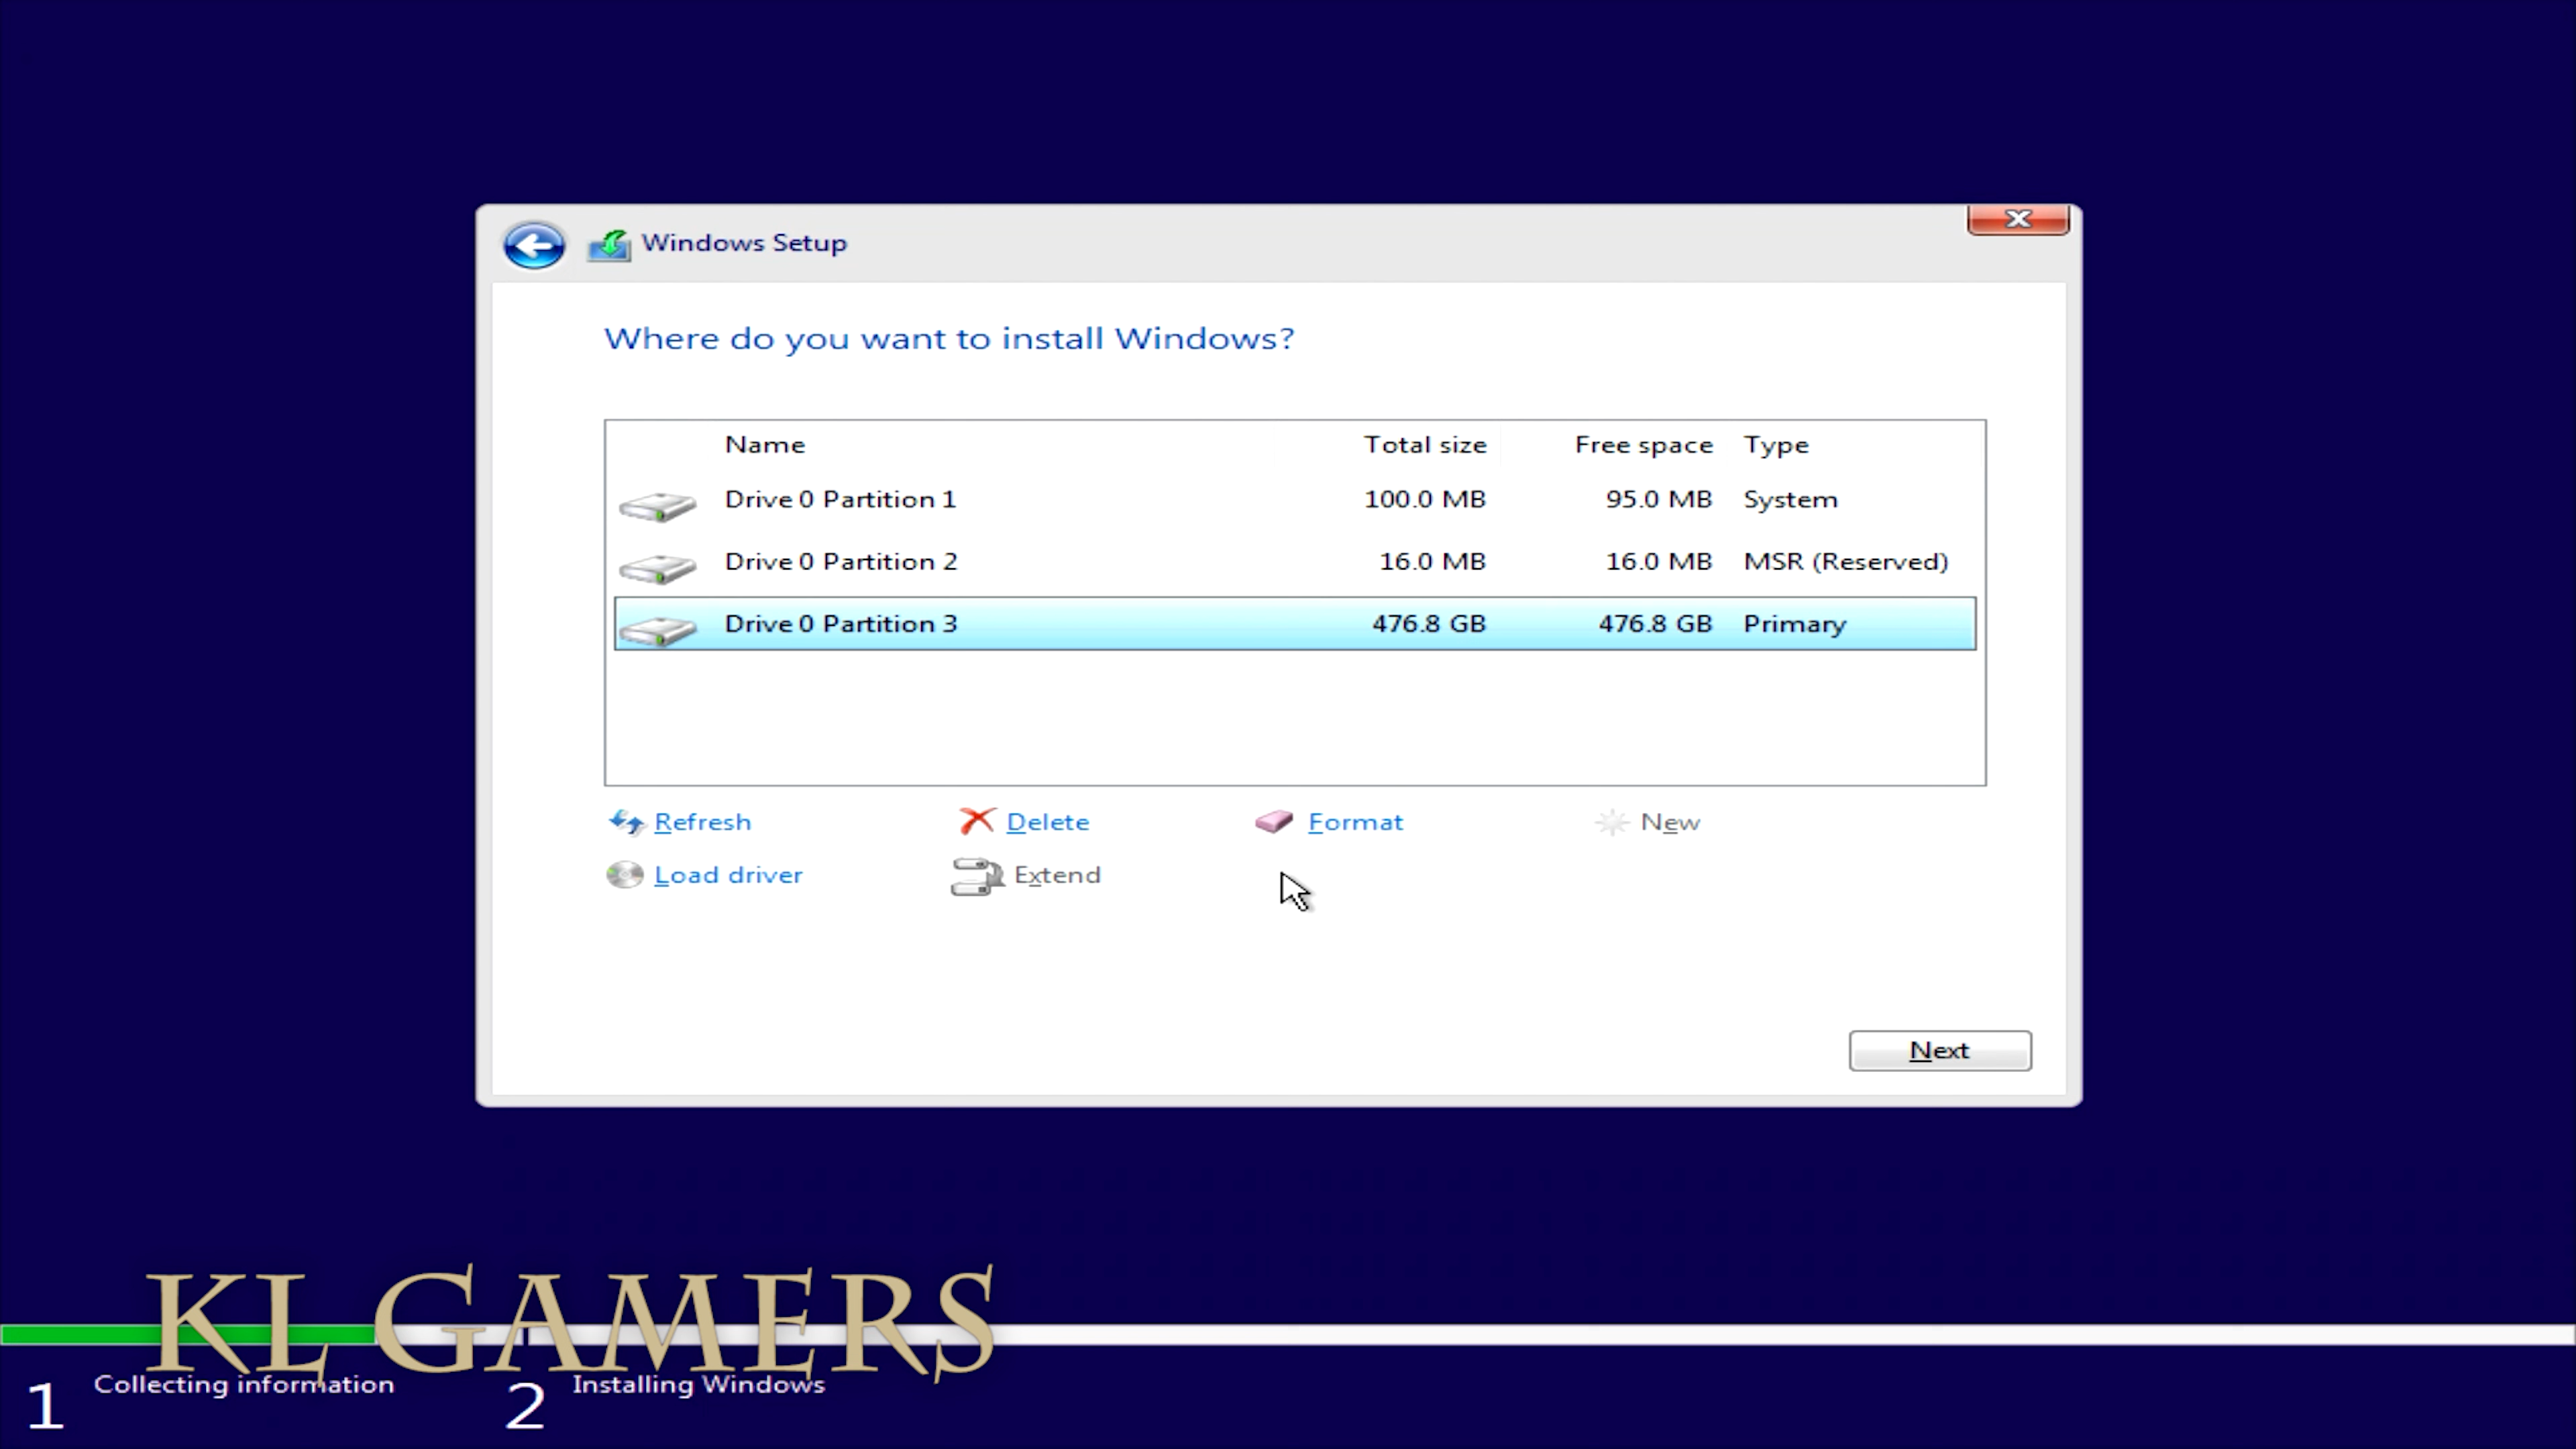 Windows Setup
Where do you want to install Windows?
Name Total size Free space Type
Drive 0 Partition 1 100.0 MB 95.0 MB System
Drive 0 Partition 2 16.0 MB 16.0 MB MSR (Reserved)
Drive 0 Partition 3 476.8 GB 476.8 GB Primary
Refresh Delete Format New
Load driver Extend
Next
KL GAMERS
1 Collecting information 2 Installing Windows